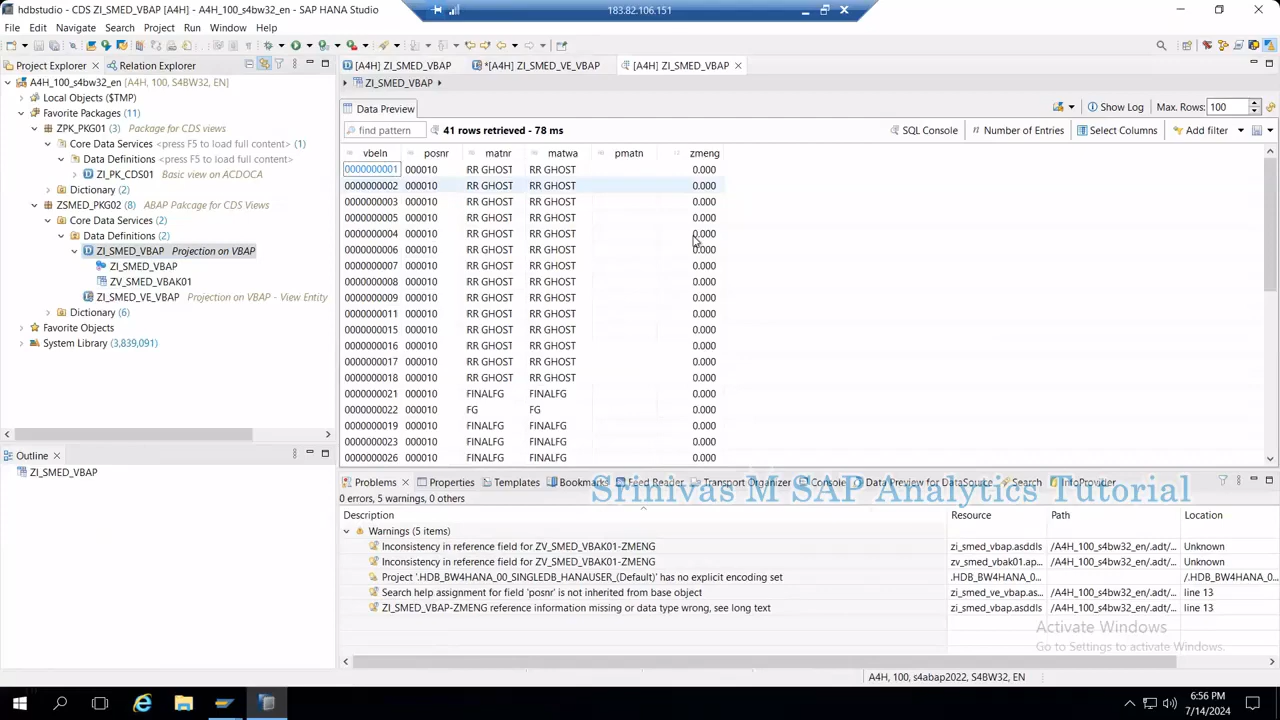 hdbstudio - CDS ZI_SMED_VBAP [A4H] - A4H_100_s4bw32_en - SAP HANA Studio
183.82.106.151
File Edit Navigate Search Project Run Window Help
Project Explorer
Relation Explorer
[A4H] ZI_SMED_VBAP
*[A4H] ZI_SMED_VE_VBAP
[A4H] ZI_SMED_VBAP
A4H_100_s4bw32_en [A4H, 100, S4BW32, EN]
Local Objects ($TMP)
Favorite Packages (11)
ZPK_PKG01 (3) Package for CDS views
Core Data Services <press F5 to load full content> (1)
Data Definitions <press F5 to load full content>
ZI_PK_CDS01 Basic view on ACDOCA
Dictionary (2)
ZSMED_PKG02 (8) ABAP Pakcage for CDS Views
Core Data Services (2)
Data Definitions (2)
ZI_SMED_VBAP Projection on VBAP
ZI_SMED_VBAP
ZV_SMED_VBAK01
ZI_SMED_VE_VBAP Projection on VBAP - View Entity
Dictionary (6)
Favorite Objects
System Library (3,839,091)
Outline
ZI_SMED_VBAP
ZI_SMED_VBAP
Data Preview
Show Log
Max. Rows: 100
find pattern
41 rows retrieved - 78 ms
SQL Console
Number of Entries
Select Columns
Add filter
vbeln posnr matnr matwa pmatn zmeng
0000000001 000010 RR GHOST RR GHOST 0.000
0000000002 000010 RR GHOST RR GHOST 0.000
0000000003 000010 RR GHOST RR GHOST 0.000
0000000005 000010 RR GHOST RR GHOST 0.000
0000000004 000010 RR GHOST RR GHOST 0.000
0000000006 000010 RR GHOST RR GHOST 0.000
0000000007 000010 RR GHOST RR GHOST 0.000
0000000008 000010 RR GHOST RR GHOST 0.000
0000000009 000010 RR GHOST RR GHOST 0.000
0000000011 000010 RR GHOST RR GHOST 0.000
0000000015 000010 RR GHOST RR GHOST 0.000
0000000016 000010 RR GHOST RR GHOST 0.000
0000000017 000010 RR GHOST RR GHOST 0.000
0000000018 000010 RR GHOST RR GHOST 0.000
0000000021 000010 FINALFG FINALFG 0.000
0000000022 000010 FG FG 0.000
0000000019 000010 FINALFG FINALFG 0.000
0000000023 000010 FINALFG FINALFG 0.000
0000000026 000010 FINALFG FINALFG 0.000
Problems Properties Templates Bookmarks Feed Reader Transport Organizer Console Data Preview for DataSource Search InfoProvider
Srinivas M SAP Analytics Tutorial
0 errors, 5 warnings, 0 others
Description Resource Path Location
Warnings (5 items)
Inconsistency in reference field for ZV_SMED_VBAK01-ZMENG zi_smed_vbap.asddls /A4H_100_s4bw32_en/.adt/... Unknown
Inconsistency in reference field for ZV_SMED_VBAK01-ZMENG zv_smed_vbak01.ap... /A4H_100_s4bw32_en/.adt/... Unknown
Project '.HDB_BW4HANA_00_SINGLEDB_HANAUSER_(Default)' has no explicit encoding set .HDB_BW4HANA_0... /.HDB_BW4HANA_0...
Search help assignment for field 'posnr' is not inherited from base object zi_smed_ve_vbap.as... /A4H_100_s4bw32_en/.adt/... line 13
ZI_SMED_VBAP-ZMENG reference information missing or data type wrong, see long text zi_smed_vbap.asddls /A4H_100_s4bw32_en/.adt/... line 13
Activate Windows
Go to Settings to activate Windows.
A4H, 100, s4abap2022, S4BW32, EN
6:56 PM
7/14/2024